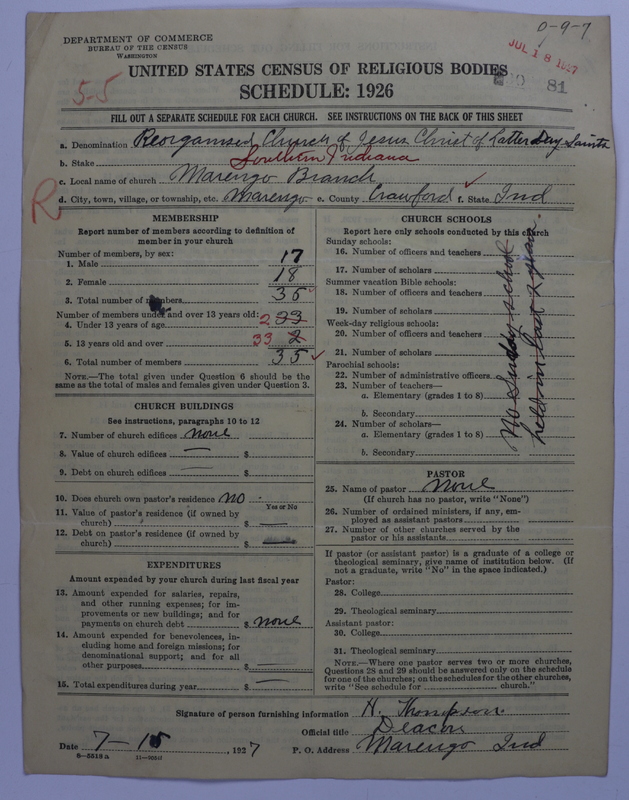 0-9-7
DEPARTMENT OF COMMERCE
BUREAU OF THE CENSUS
WASHINGTON
JUL 18 1927
81
5-5
UNITED STATES CENSUS OF RELIGIOUS BODIES
SCHEDULE: 1926
FILL OUT A SEPARATE SCHEDULE FOR EACH CHURCH. SEE INSTRUCTIONS ON THE BACK OF THIS SHEET
a. Denomination Reorganized Church of Jesus Christ of Latter Day Saints
b. Stake Southern Indiana
c. Local name of church Marengo Branch
R
d. City, town, village, or township, etc. Marengo e. County Crawford f. State Ind
MEMBERSHIP
Report number of members according to definition of
member in your church
Number of members, by sex:
1. Male 17
2. Female 18
3. Total number of members 35
Number of members under and over 13 years old:
4. Under 13 years of age 2 33
5. 13 years old and over 33 2
6. Total number of members 35
NOTE.—The total given under Question 6 should be the
same as the total of males and females given under Question 3.
CHURCH BUILDINGS
See instructions, paragraphs 10 to 12
7. Number of church edifices none
8. Value of church edifices — $
9. Debt on church edifices — $
10. Does church own pastor's residence NO
Yes or No
11. Value of pastor's residence (if owned by
church) $ —
12. Debt on pastor's residence (if owned by
church) $ —
EXPENDITURES
Amount expended by your church during last fiscal year
13. Amount expended for salaries, repairs,
and other running expenses; for im-
provements or new buildings; and for
payments on church debt $ none
14. Amount expended for benevolences, in-
cluding home and foreign missions; for
denominational support; and for all
other purposes $ —
15. Total expenditures during year $ —
CHURCH SCHOOLS
Report here only schools conducted by this church
Sunday schools:
16. Number of officers and teachers
17. Number of scholars
Summer vacation Bible schools:
18. Number of officers and teachers
19. Number of scholars
Week-day religious schools:
20. Number of officers and teachers
21. Number of scholars
Parochial schools:
22. Number of administrative officers
23. Number of teachers—
a. Elementary (grades 1 to 8)
b. Secondary
24. Number of scholars—
a. Elementary (grades 1 to 8)
b. Secondary
No Sunday school
held in last 2 years.
PASTOR
25. Name of pastor None
(If church has no pastor, write "None")
26. Number of ordained ministers, if any, em-
ployed as assistant pastors
27. Number of other churches served by the
pastor or his assistants
If pastor (or assistant pastor) is a graduate of a college or
theological seminary, give name of institution below. (If
not a graduate, write "No" in the space indicated.)
Pastor:
28. College
29. Theological seminary
Assistant pastor:
30. College
31. Theological seminary
NOTE.—Where one pastor serves two or more churches,
Questions 28 and 29 should be answered only on the schedule
for one of the churches; on the schedules for the other churches,
write "See schedule for church."
Signature of person furnishing information H. Thompson
Official title Deacon
Date 7-15, 1927 P. O. Address Marengo Ind
8-5513a